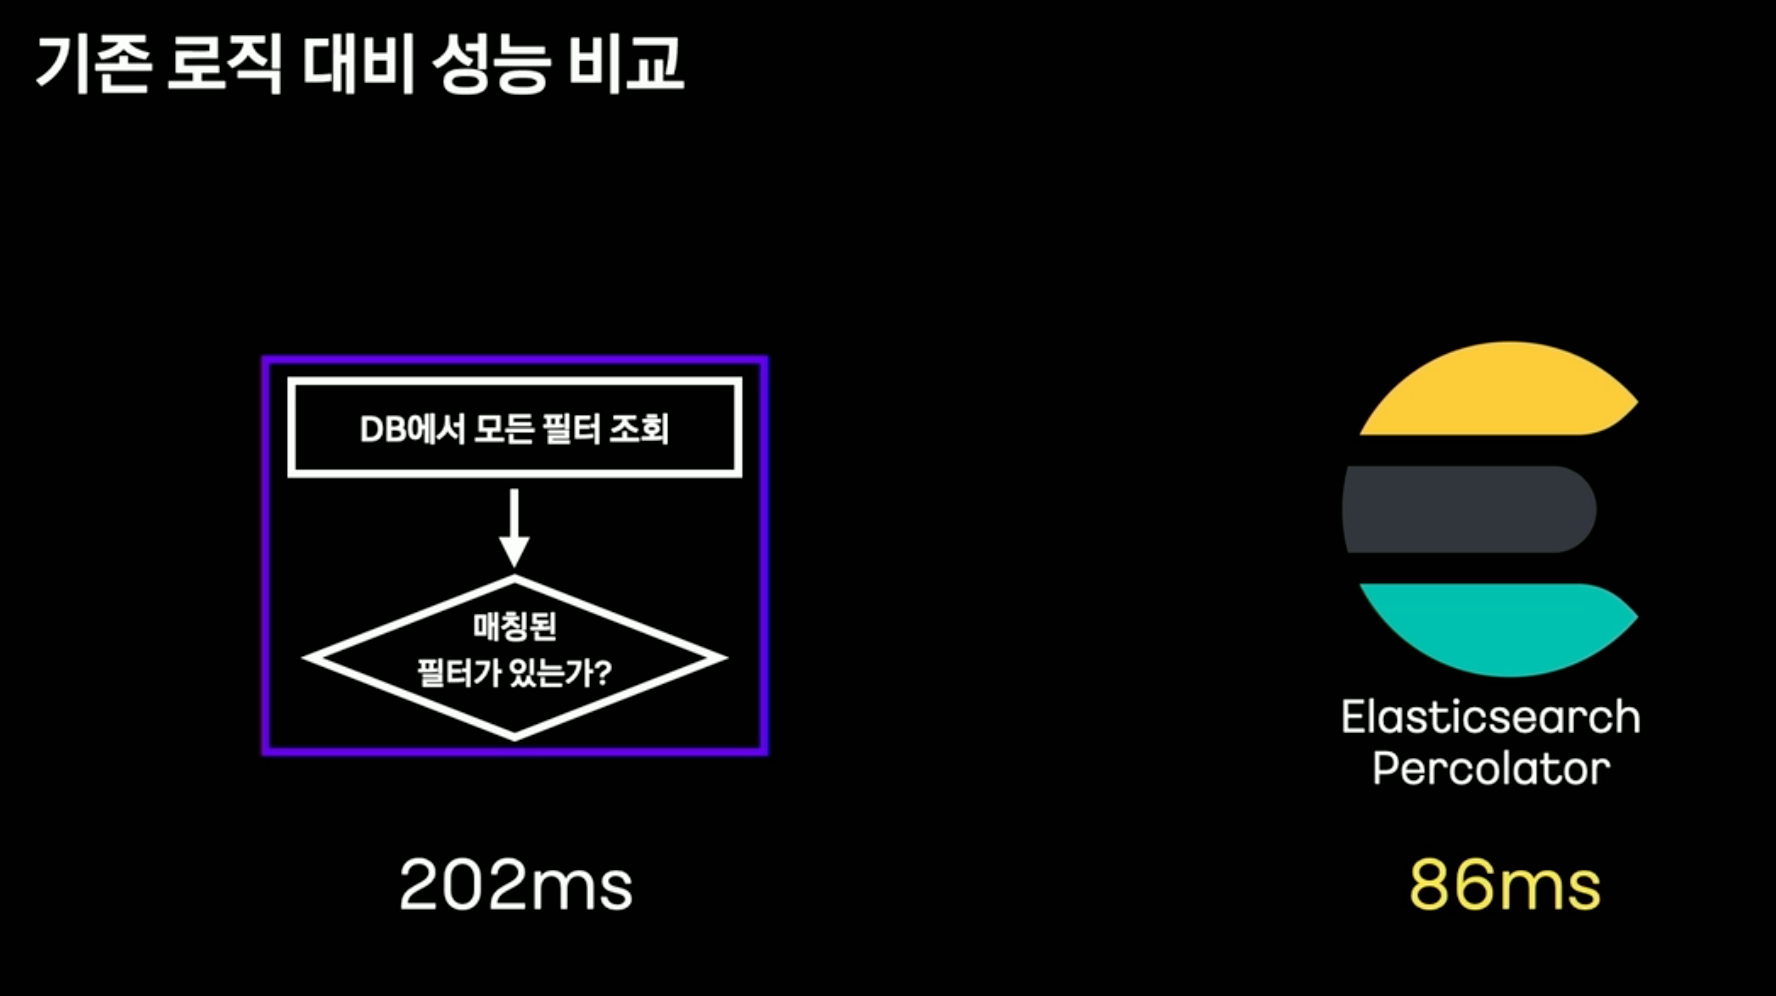 기존 로직 대비 성능 비교
DB에서 모든 필터 조회
매칭된
필터가 있는가?
202ms
Elasticsearch
Percolator
86ms